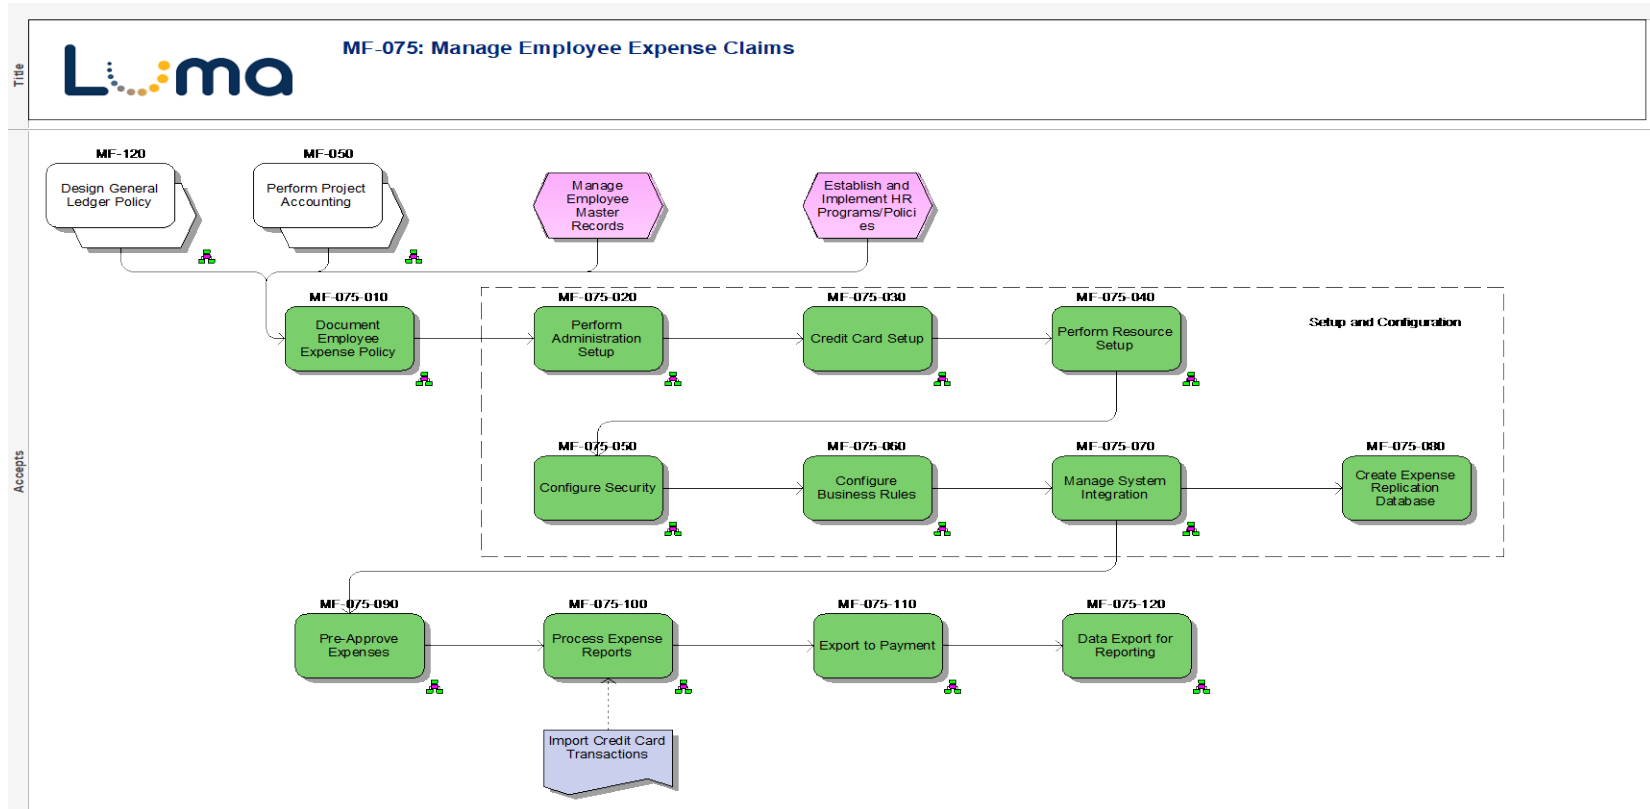 Title
Luma
MF-075: Manage Employee Expense Claims
Accepts
MF-120
Design General
Ledger Policy
MF-050
Perform Project
Accounting
Manage
Employee
Master
Records
Establish and
Implement HR
Programs/Polici
es
MF-075-010
Document
Employee
Expense Policy
MF-075-020
Perform
Administration
Setup
MF-075-030
Credit Card Setup
MF-075-040
Perform Resource
Setup
Setup and Configuration
MF-075-050
Configure Security
MF-075-060
Configure
Business Rules
MF-075-070
Manage System
Integration
MF-075-080
Create Expense
Replication
Database
MF-075-090
Pre-Approve
Expenses
MF-075-100
Process Expense
Reports
MF-075-110
Export to Payment
MF-075-120
Data Export for
Reporting
Import Credit Card
Transactions